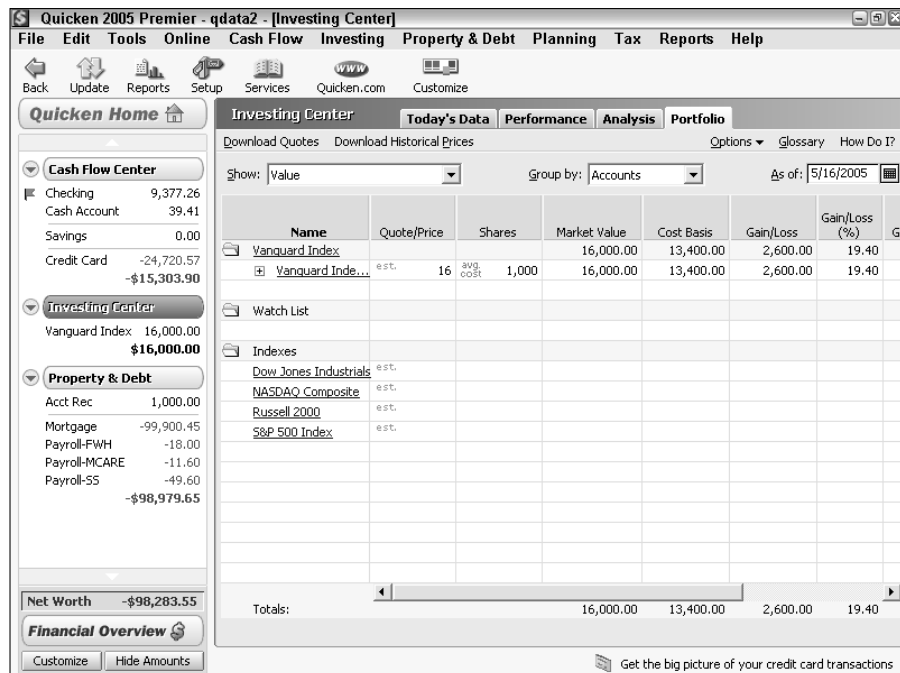 Quicken 2005 Premier - qdata2 - [Investing Center]
File Edit Tools Online Cash Flow Investing Property & Debt Planning Tax Reports Help
Back Update Reports Setup Services Quicken.com Customize
www
Quicken Home
Investing Center Today's Data Performance Analysis Portfolio
Download Quotes Download Historical Prices Options Glossary How Do I?
Cash Flow Center
Checking 9,377.26
Cash Account 39.41
Savings 0.00
Credit Card -24,720.57
-$15,303.90
Investing Center
Vanguard Index 16,000.00
$16,000.00
Property & Debt
Acct Rec 1,000.00
Mortgage -99,900.45
Payroll-FWH -18.00
Payroll-MCARE -11.60
Payroll-SS -49.60
-$98,979.65
Net Worth -$98,283.55
Financial Overview
Customize Hide Amounts
Show: Value Group by: Accounts As of: 5/16/2005
Name Quote/Price Shares Market Value Cost Basis Gain/Loss Gain/Loss (%) G
Vanguard Index 16,000.00 13,400.00 2,600.00 19.40
Vanguard Inde... est. 16 avg. cost 1,000 16,000.00 13,400.00 2,600.00 19.40
Watch List
Indexes
Dow Jones Industrials est.
NASDAQ Composite est.
Russell 2000 est.
S&P 500 Index est.
Totals: 16,000.00 13,400.00 2,600.00 19.40
Get the big picture of your credit card transactions